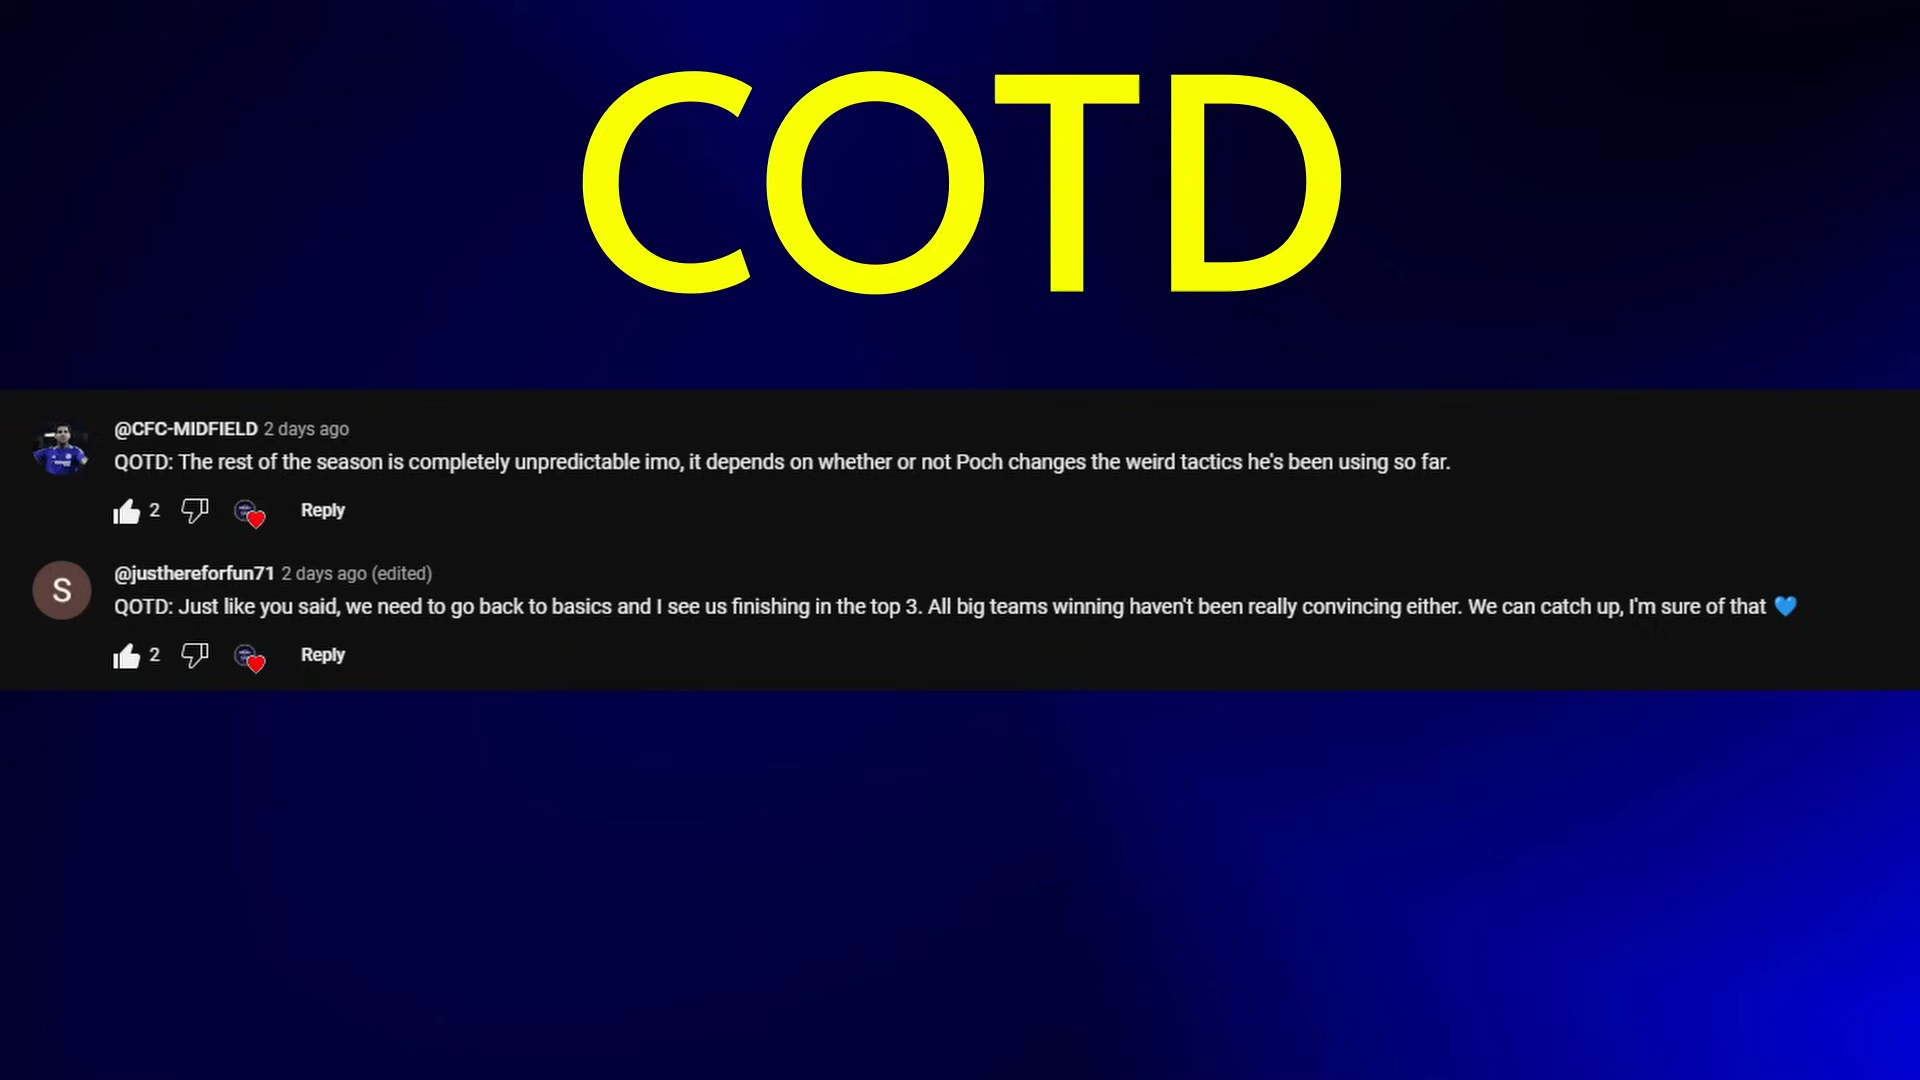 COTD
@CFC-MIDFIELD 2 days ago
QOTD: The rest of the season is completely unpredictable imo, it depends on whether or not Poch changes the weird tactics he's been using so far.
2 Reply
S
@justhereforfun71 2 days ago (edited)
QOTD: Just like you said, we need to go back to basics and I see us finishing in the top 3. All big teams winning haven't been really convincing either. We can catch up, I'm sure of that 💙
2 Reply